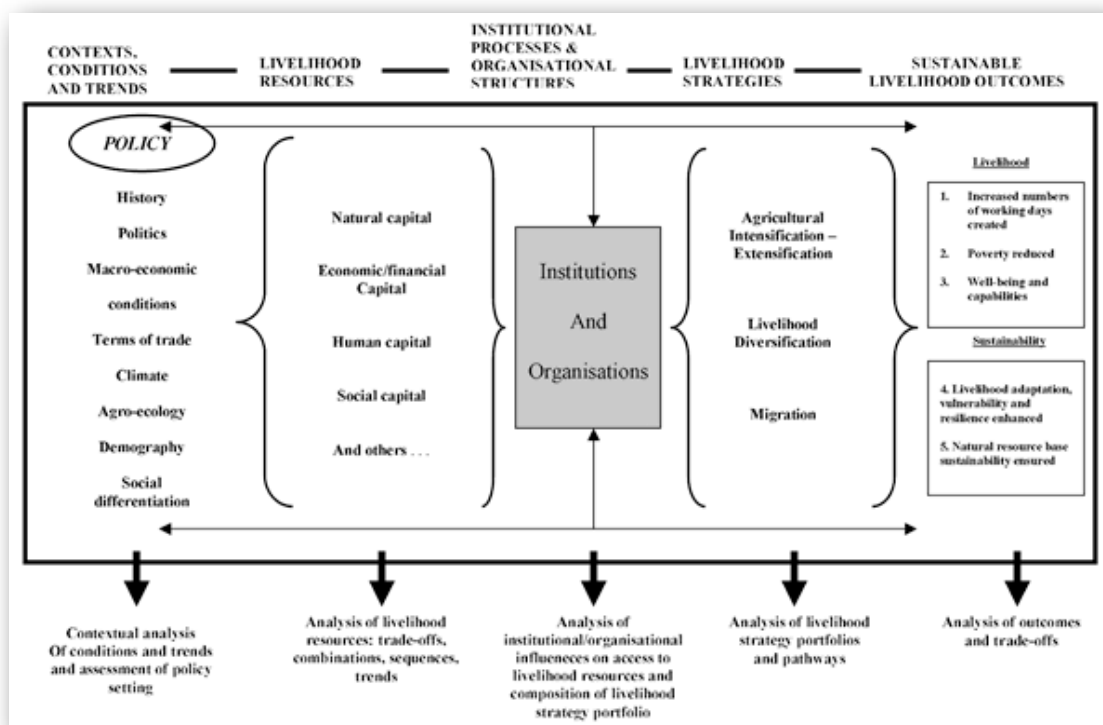 CONTEXTS,
CONDITIONS
AND TRENDS
LIVELIHOOD
RESOURCES
INSTITUTIONAL
PROCESSES &
ORGANISATIONAL
STRUCTURES
LIVELIHOOD
STRATEGIES
SUSTAINABLE
LIVELIHOOD OUTCOMES
POLICY
History
Politics
Macro-economic
conditions
Terms of trade
Climate
Agro-ecology
Demography
Social
differentiation
Natural capital
Economic/financial
Capital
Human capital
Social capital
And others . . .
Institutions
And
Organisations
Agricultural
Intensification –
Extensification
Livelihood
Diversification
Migration
Livelihood
1. Increased numbers
of working days
created
2. Poverty reduced
3. Well-being and
capabilities
Sustainability
4. Livelihood adaptation,
vulnerability and
resilience enhanced
5. Natural resource base
sustainability ensured
Contextual analysis
Of conditions and trends
and assessment of policy
setting
Analysis of livelihood
resources: trade-offs,
combinations, sequences,
trends
Analysis of
institutional/organisational
influeneces on access to
livelihood resources and
composition of livelihood
strategy portfolio
Analysis of livelihood
strategy portfolios
and pathways
Analysis of outcomes
and trade-offs